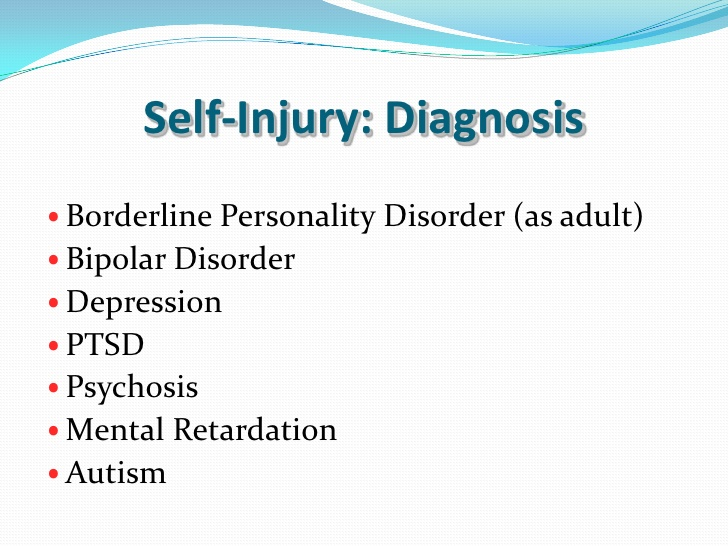 Self-Injury: Diagnosis
• Borderline Personality Disorder (as adult)
• Bipolar Disorder
• Depression
• PTSD
• Psychosis
• Mental Retardation
• Autism